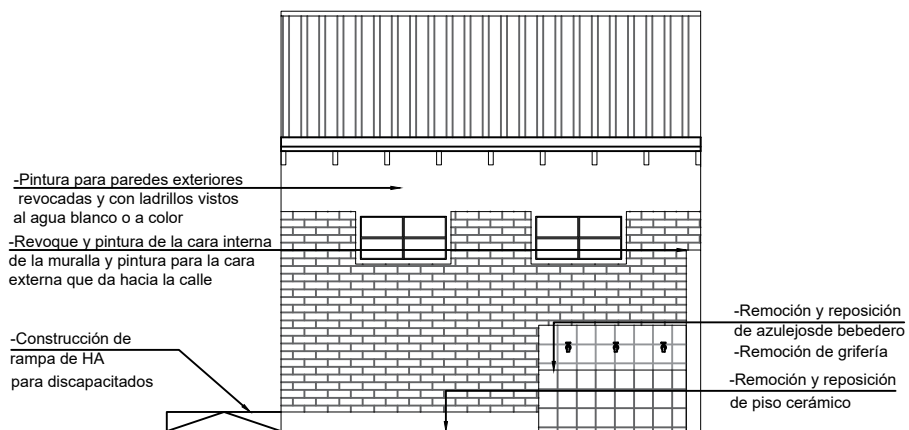 -Pintura para paredes exteriores
revocadas y con ladrillos vistos
al agua blanco o a color
-Revoque y pintura de la cara interna
de la muralla y pintura para la cara
externa que da hacia la calle
-Construcción de
rampa de HA
para discapacitados
-Remoción y reposición
de azulejosde bebedero
-Remoción de grifería
-Remoción y reposición
de piso cerámico